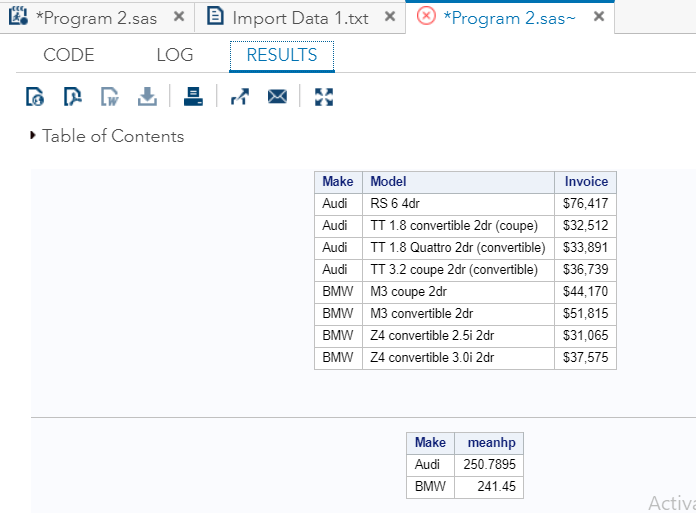 *Program 2.sas × Import Data 1.txt × *Program 2.sas~ ×
CODE LOG RESULTS
Table of Contents
Make Model Invoice
Audi RS 6 4dr $76,417
Audi TT 1.8 convertible 2dr (coupe) $32,512
Audi TT 1.8 Quattro 2dr (convertible) $33,891
Audi TT 3.2 coupe 2dr (convertible) $36,739
BMW M3 coupe 2dr $44,170
BMW M3 convertible 2dr $51,815
BMW Z4 convertible 2.5i 2dr $31,065
BMW Z4 convertible 3.0i 2dr $37,575
Make meanhp
Audi 250.7895
BMW 241.45
Activa